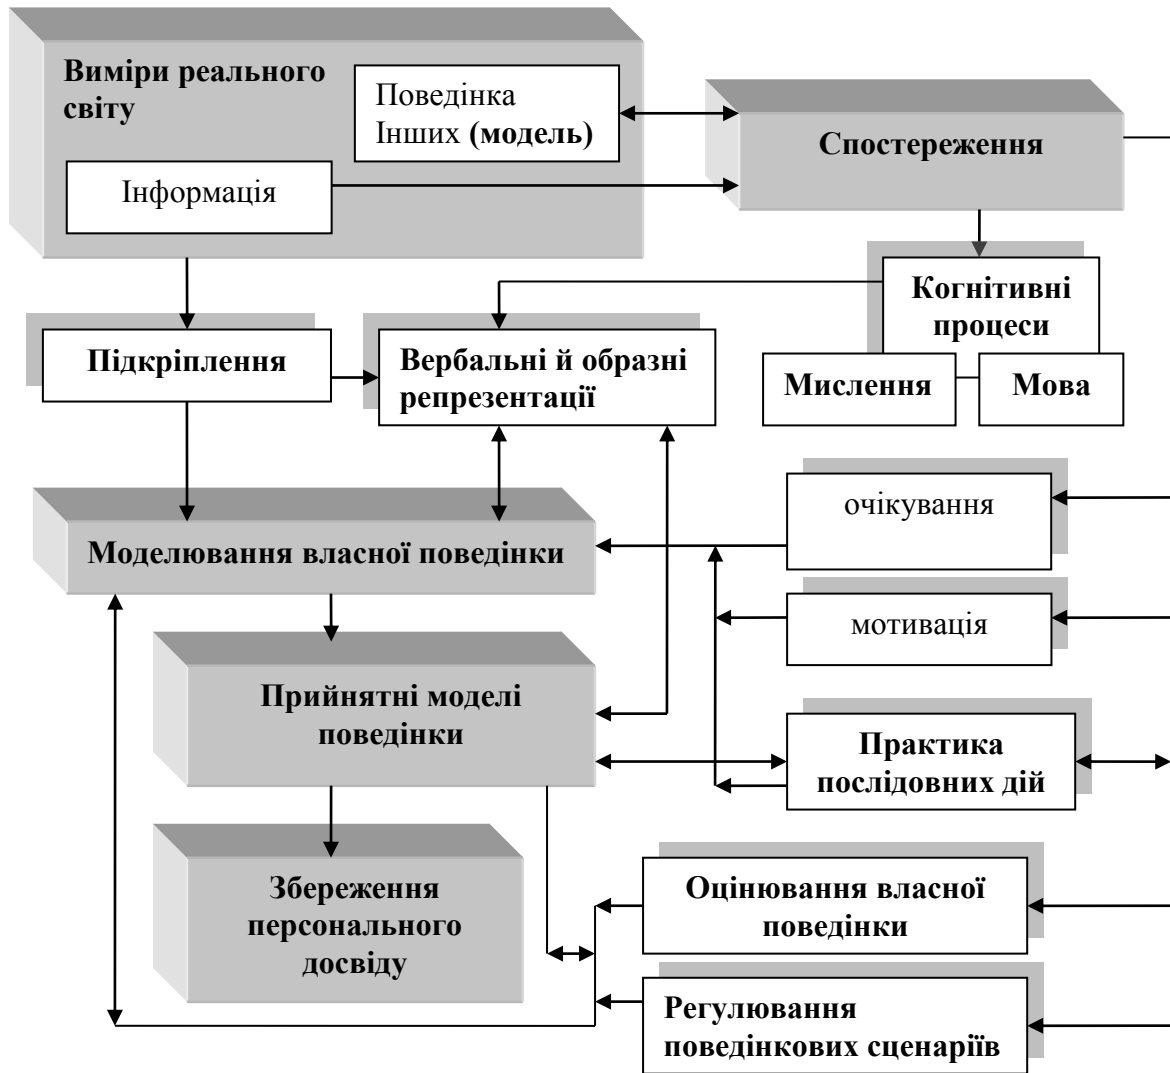 Виміри реального
світу
Поведінка
Інших (модель)
Інформація
Спостереження
Когнітивні
процеси
Мислення
Мова
Підкріплення
Вербальні й образні
репрезентації
очікування
Моделювання власної поведінки
мотивація
Прийнятні моделі
поведінки
Практика
послідовних дій
Збереження
персонального
досвіду
Оцінювання власної
поведінки
Регулювання
поведінкових сценаріїв